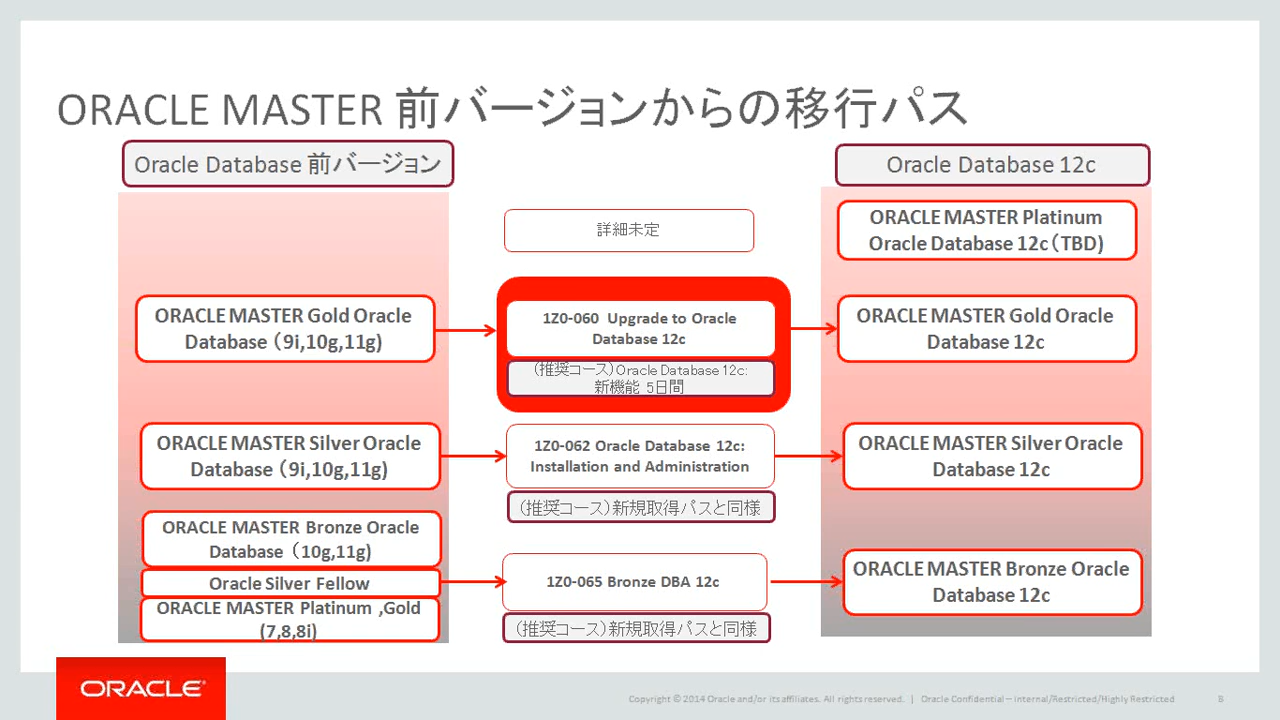 ORACLE MASTER 前バージョンからの移行パス
Oracle Database 前バージョン
Oracle Database 12c
詳細未定
ORACLE MASTER Platinum
Oracle Database 12c（TBD)
ORACLE MASTER Gold Oracle
Database （9i,10g,11g)
1Z0-060 Upgrade to Oracle
Database 12c
（推奨コース）Oracle Database 12c:
新機能 5日間
ORACLE MASTER Gold Oracle
Database 12c
ORACLE MASTER Silver Oracle
Database （9i,10g,11g)
1Z0-062 Oracle Database 12c:
Installation and Administration
（推奨コース）新規取得パスと同様
ORACLE MASTER Silver Oracle
Database 12c
ORACLE MASTER Bronze Oracle
Database （10g,11g)
Oracle Silver Fellow
ORACLE MASTER Platinum ,Gold
(7,8,8i)
1Z0-065 Bronze DBA 12c
（推奨コース）新規取得パスと同様
ORACLE MASTER Bronze Oracle
Database 12c
ORACLE
Copyright © 2014 Oracle and/or its affiliates. All rights reserved. | Oracle Confidential – internal/Restricted/Highly Restricted
8